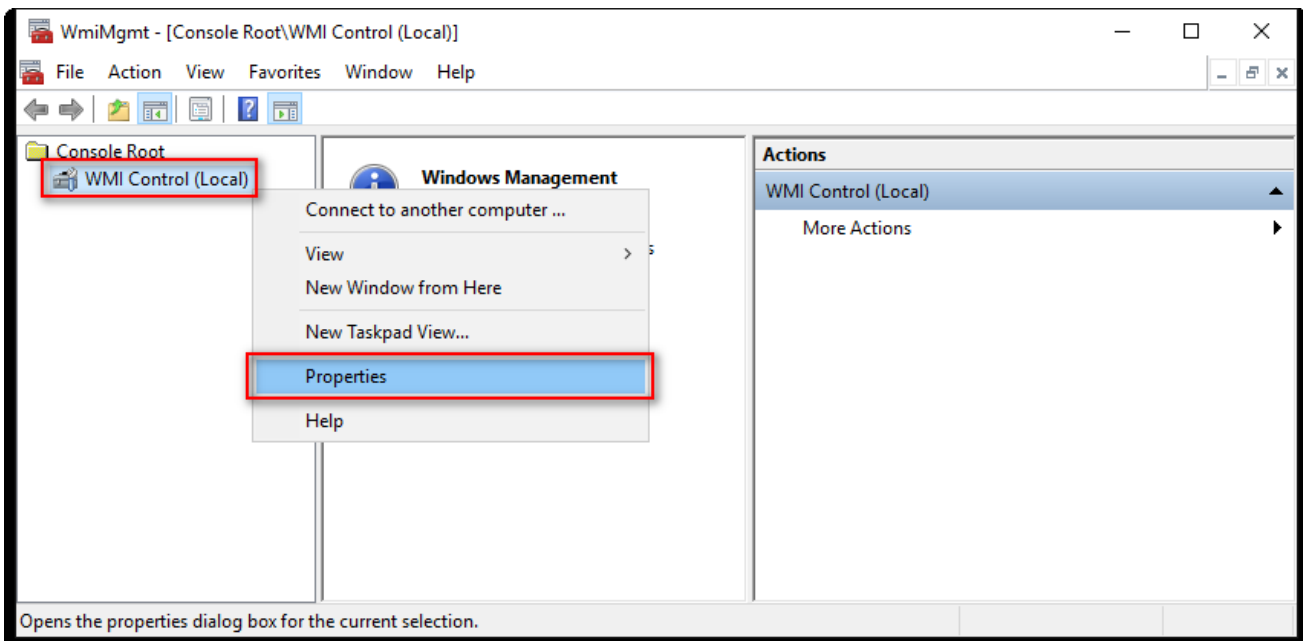 WmiMgmt - [Console Root\WMI Control (Local)]
File Action View Favorites Window Help
Console Root
WMI Control (Local)
Windows Management
Connect to another computer ...
View
New Window from Here
New Taskpad View...
Properties
Help
Actions
WMI Control (Local)
More Actions
Opens the properties dialog box for the current selection.